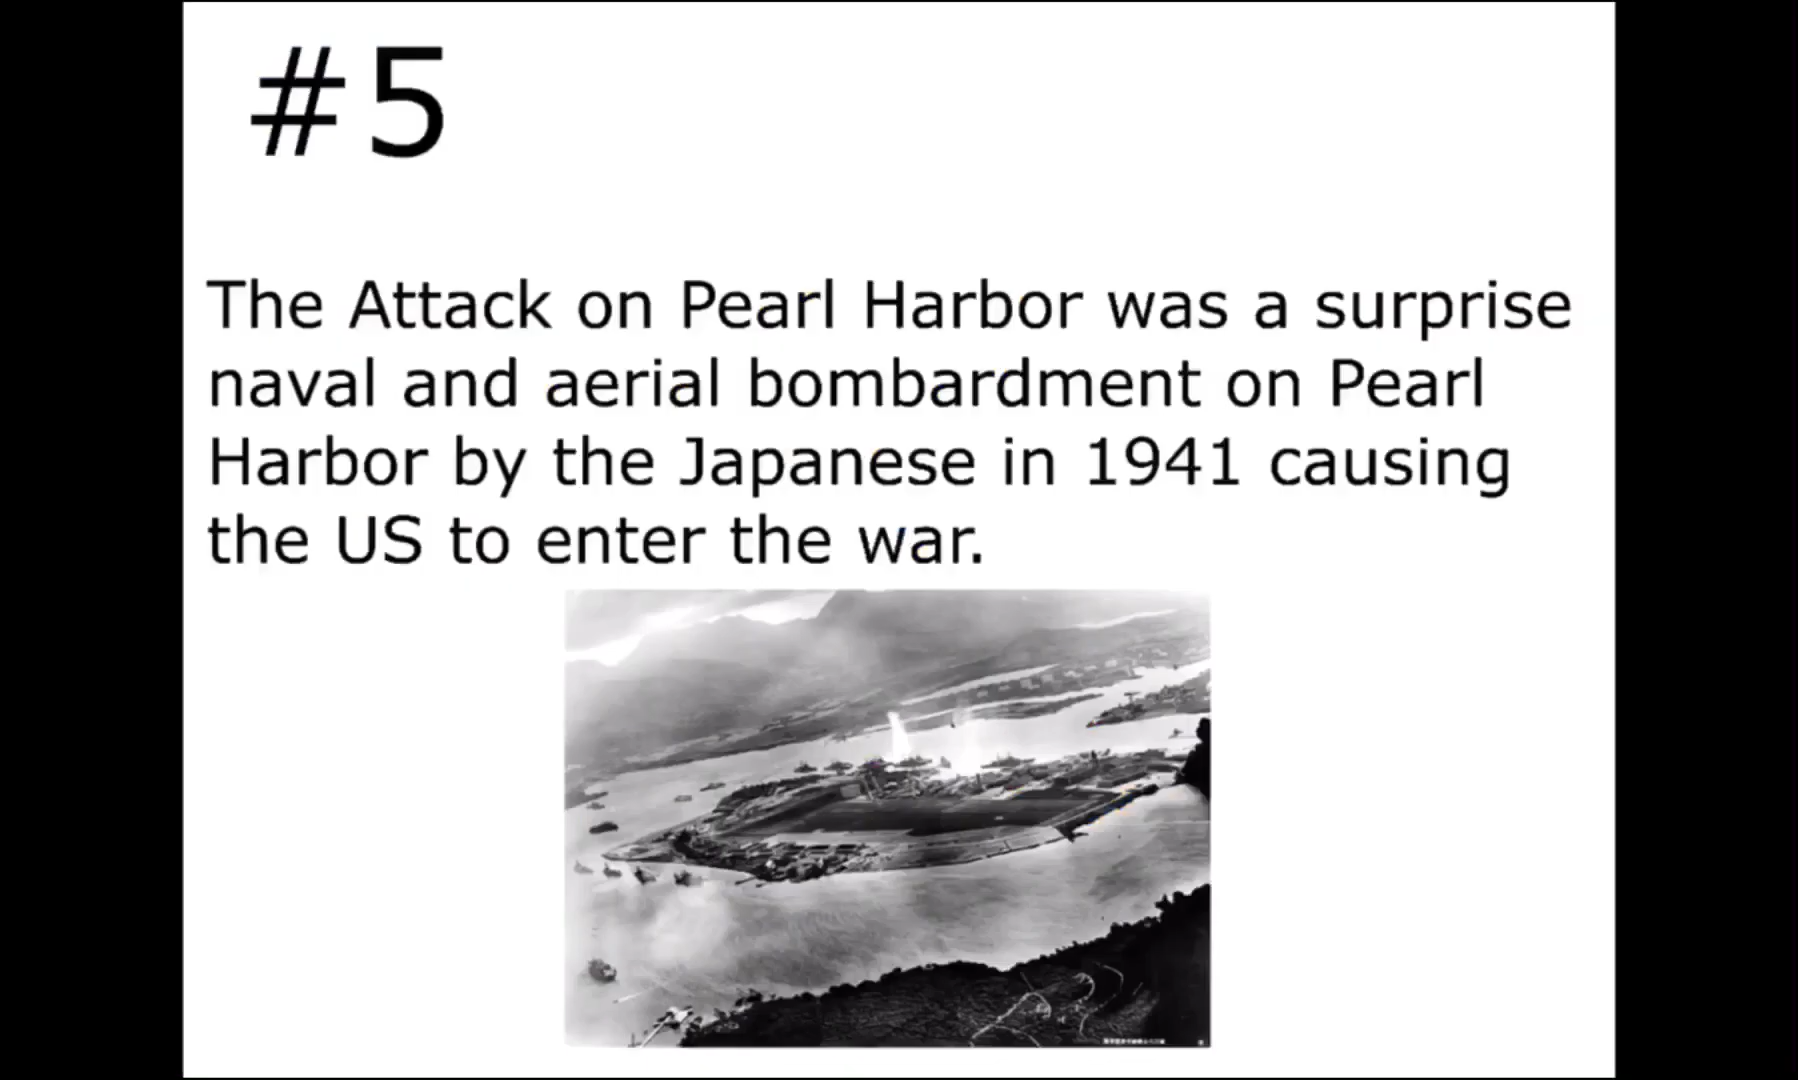 #5
The Attack on Pearl Harbor was a surprise
naval and aerial bombardment on Pearl
Harbor by the Japanese in 1941 causing
the US to enter the war.